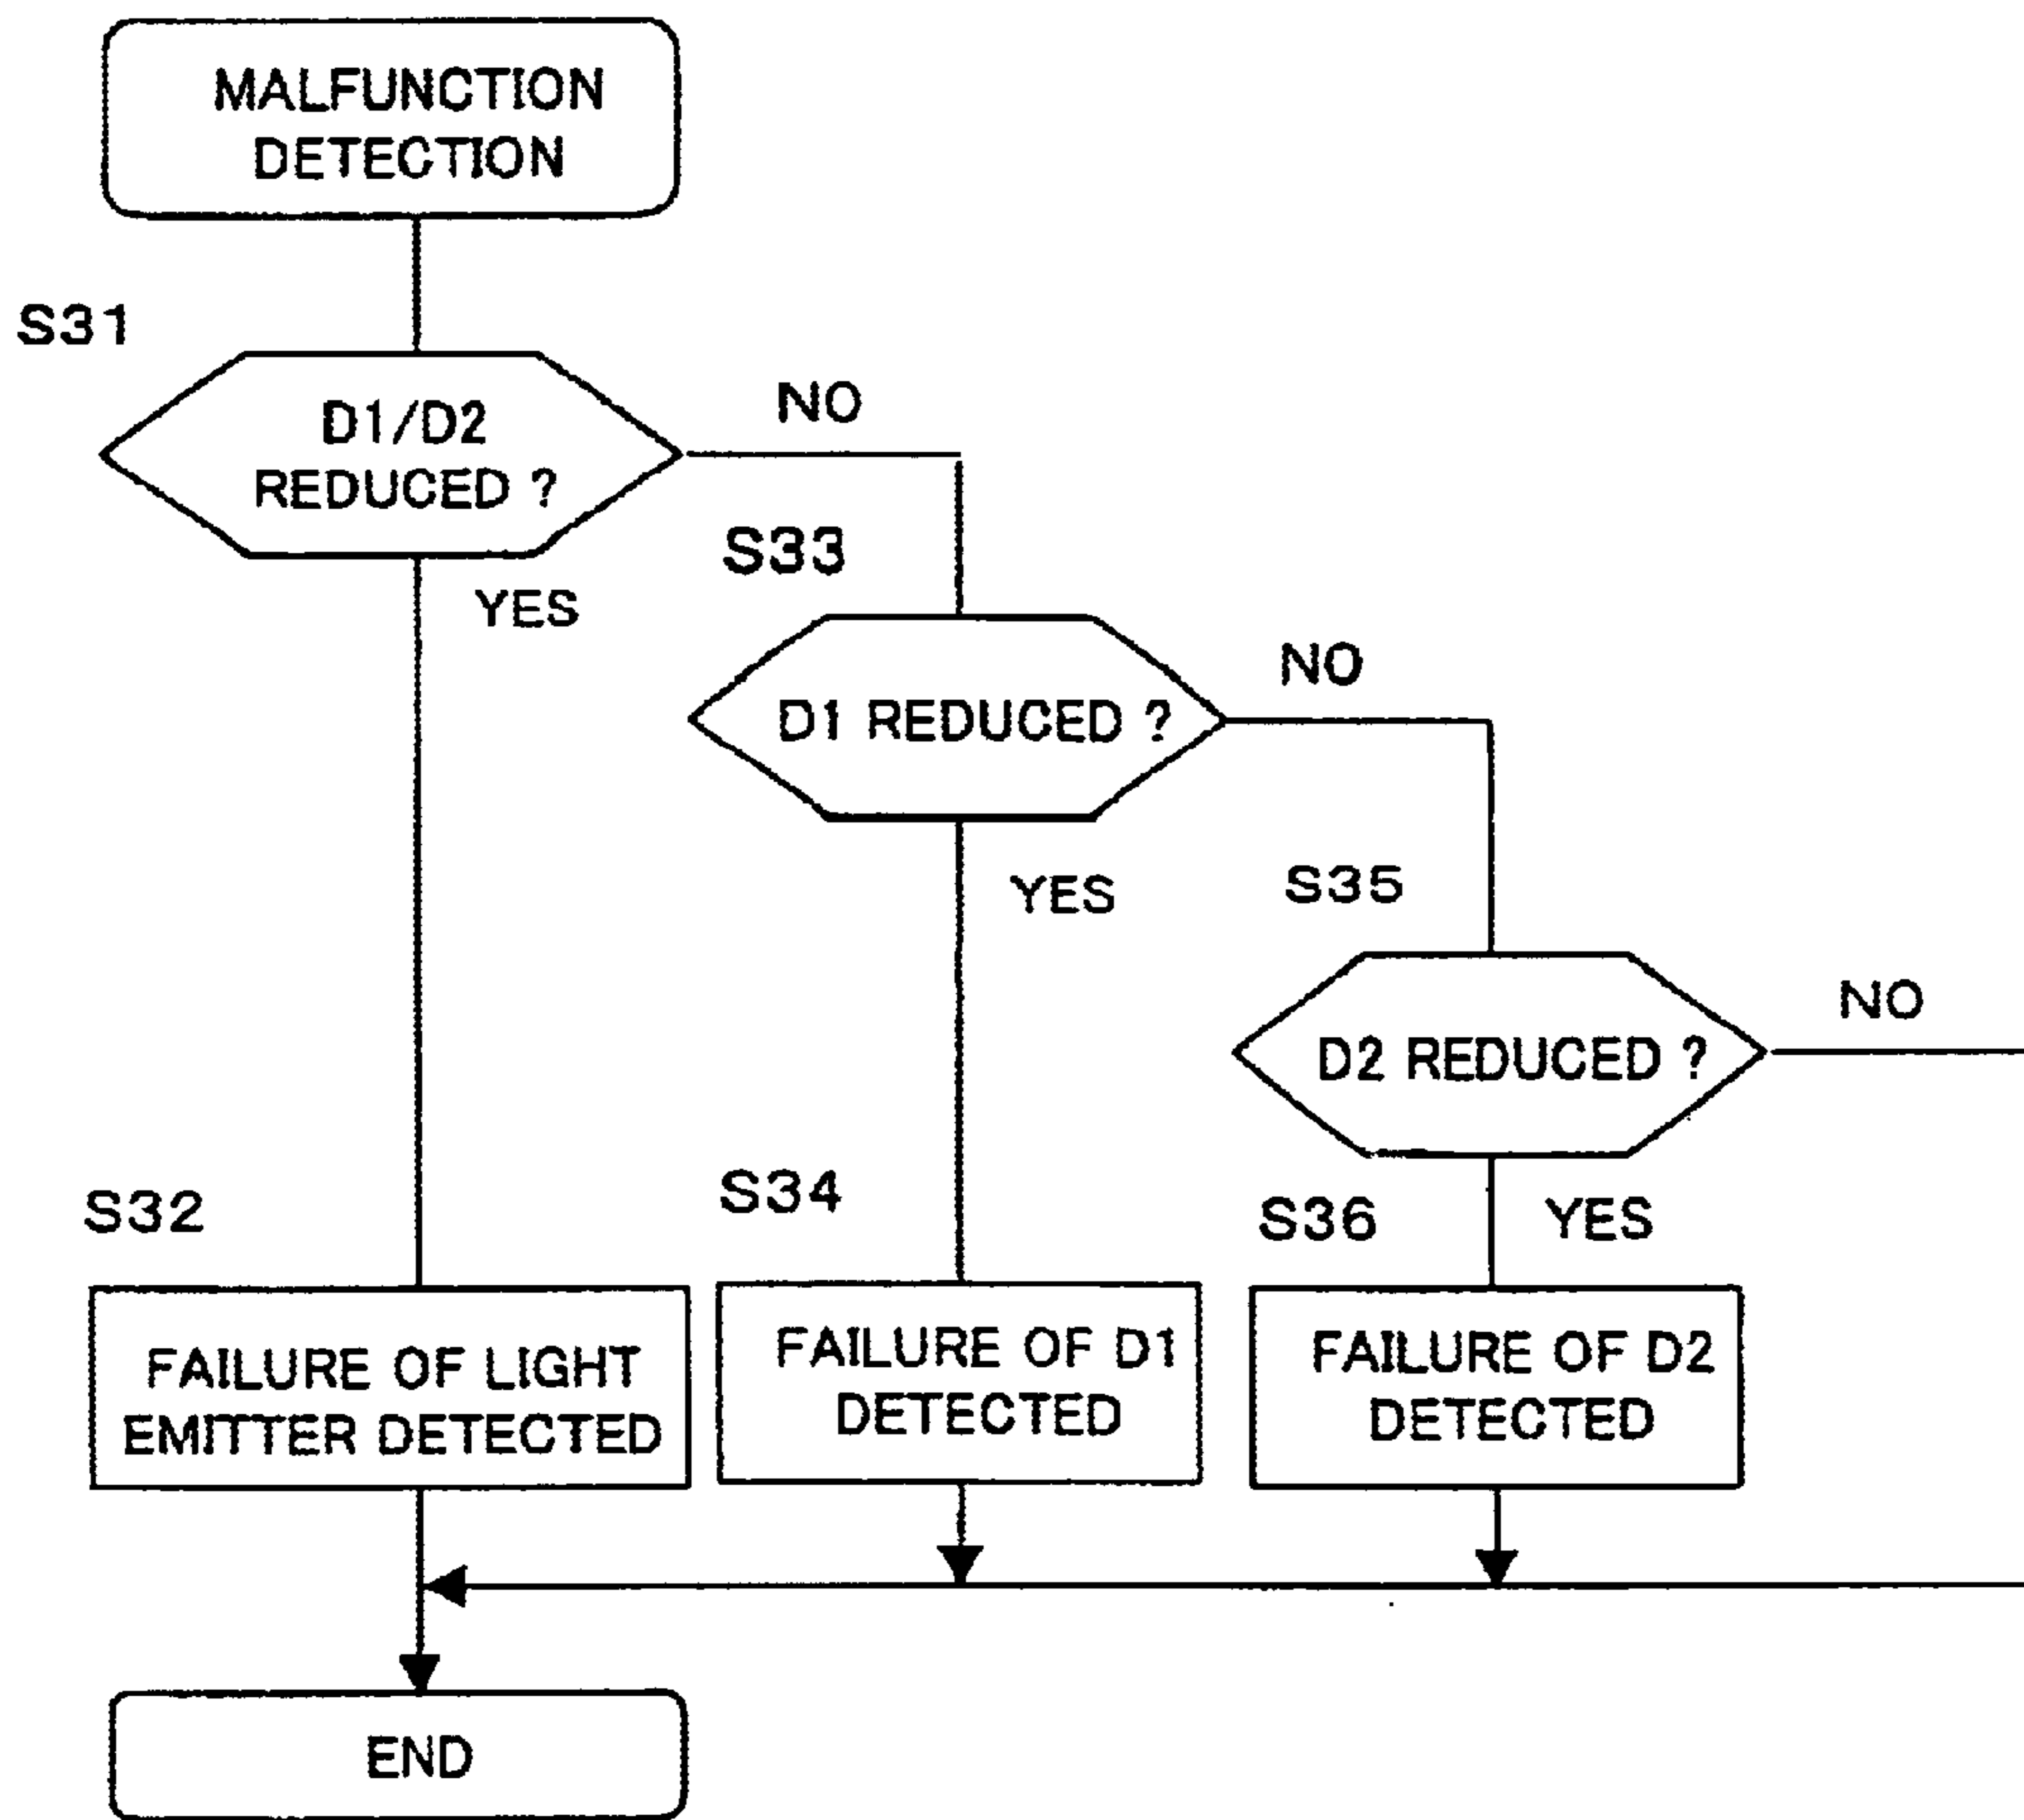 MALFUNCTION
DETECTION
S31
D1/D2
REDUCED ?
NO
YES
S33
D1 REDUCED ?
NO
YES
S35
D2 REDUCED ?
NO
YES
S32
FAILURE OF LIGHT
EMITTER DETECTED
S34
FAILURE OF D1
DETECTED
S36
FAILURE OF D2
DETECTED
END